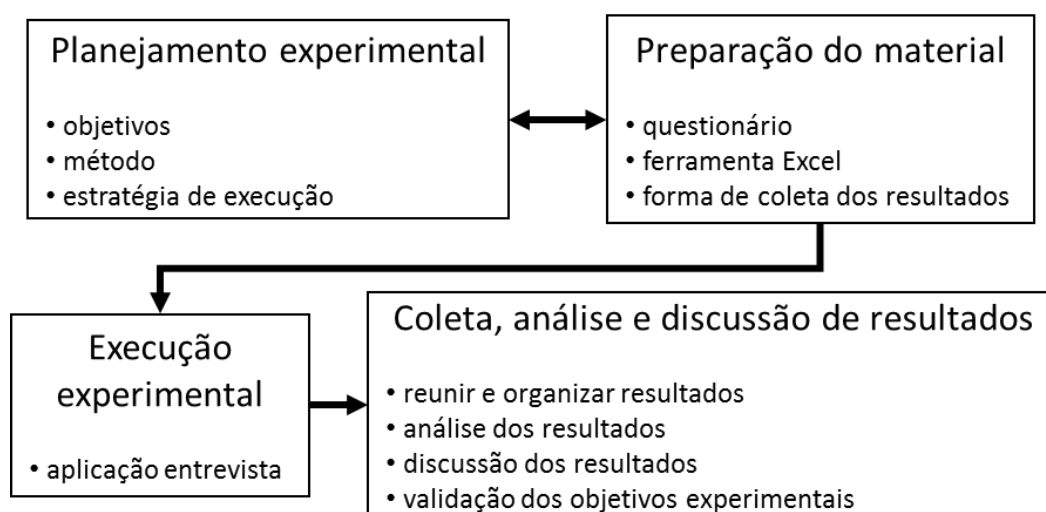 Planejamento experimental
• objetivos
• método
• estratégia de execução
Preparação do material
• questionário
• ferramenta Excel
• forma de coleta dos resultados
Execução
experimental
• aplicação entrevista
Coleta, análise e discussão de resultados
• reunir e organizar resultados
• análise dos resultados
• discussão dos resultados
• validação dos objetivos experimentais